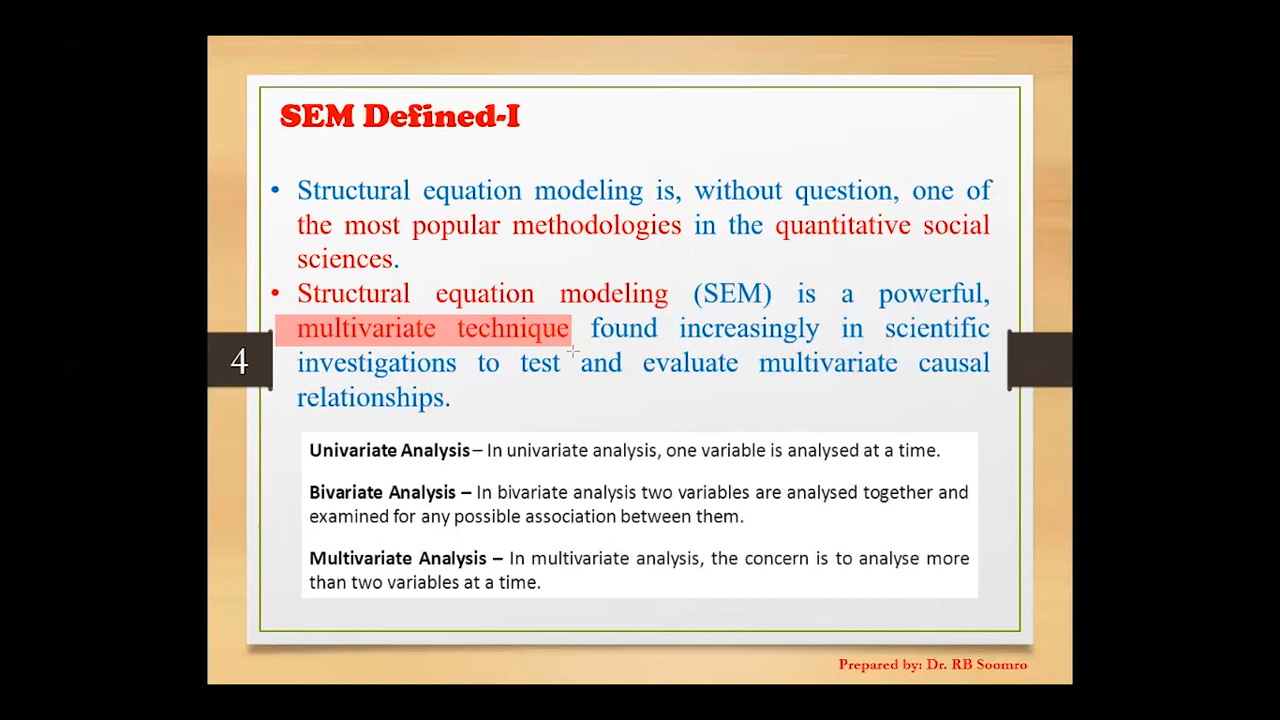 SEM Defined-I
• Structural equation modeling is, without question, one of
the most popular methodologies in the quantitative social
sciences.
• Structural equation modeling (SEM) is a powerful,
multivariate technique found increasingly in scientific
investigations to test and evaluate multivariate causal
relationships.
4
Univariate Analysis – In univariate analysis, one variable is analysed at a time.
Bivariate Analysis – In bivariate analysis two variables are analysed together and
examined for any possible association between them.
Multivariate Analysis – In multivariate analysis, the concern is to analyse more
than two variables at a time.
Prepared by: Dr. RB Soomro